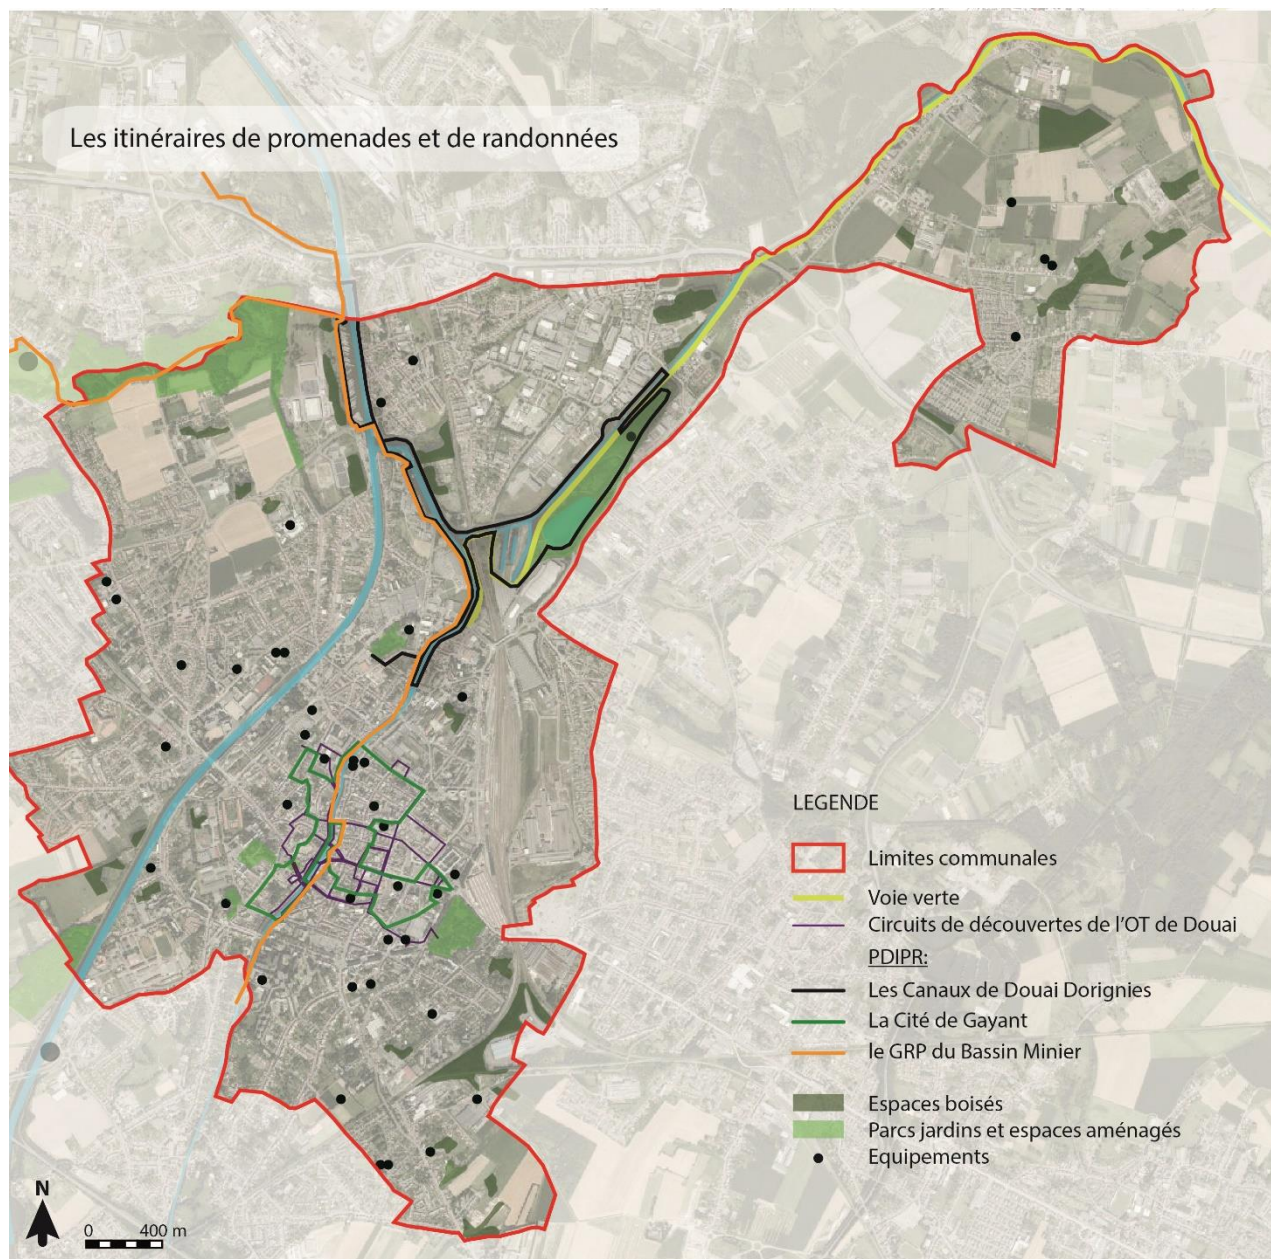 Les itinéraires de promenades et de randonnées
LEGENDE
Limites communales
Voie verte
Circuits de découvertes de l'OT de Douai
PDIPR:
Les Canaux de Douai Dorignies
La Cité de Gayant
le GRP du Bassin Minier
Espaces boisés
Parcs jardins et espaces aménagés
Equipements
N
0 400 m